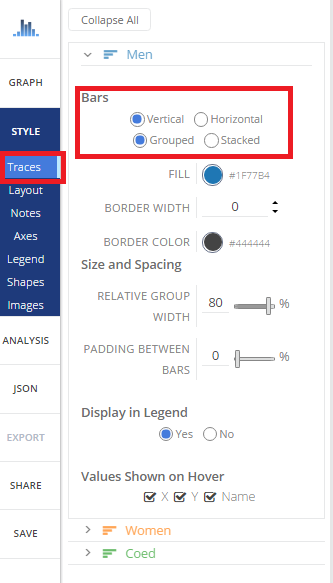 Collapse All
GRAPH
STYLE
Traces
Layout
Notes
Axes
Legend
Shapes
Images
ANALYSIS
JSON
EXPORT
SHARE
SAVE
Men
Bars
Vertical Horizontal
Grouped Stacked
FILL #1F77B4
BORDER WIDTH 0
BORDER COLOR #444444
Size and Spacing
RELATIVE GROUP
WIDTH 80 %
PADDING BETWEEN
BARS 0 %
Display in Legend
Yes No
Values Shown on Hover
X Y Name
Women
Coed